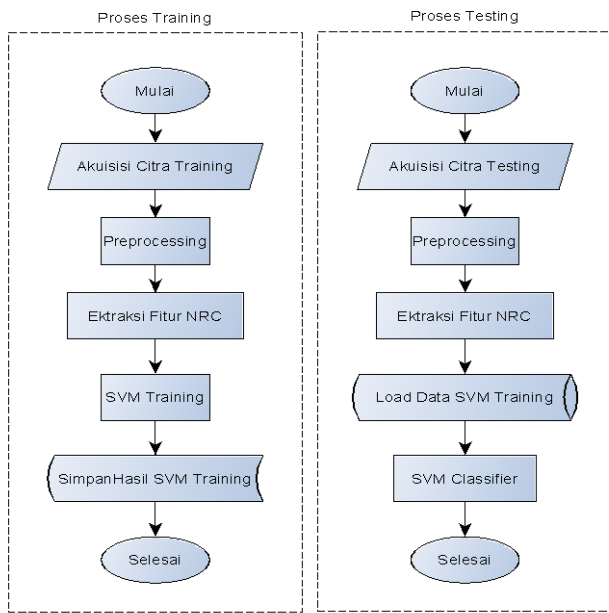 Proses Training
Mulai
Akuisisi Citra Training
Preprocessing
Ektraksi Fitur NRC
SVM Training
SimpanHasil SVM Training
Selesai
Proses Testing
Mulai
Akuisisi Citra Testing
Preprocessing
Ektraksi Fitur NRC
Load Data SVM Training
SVM Classifier
Selesai